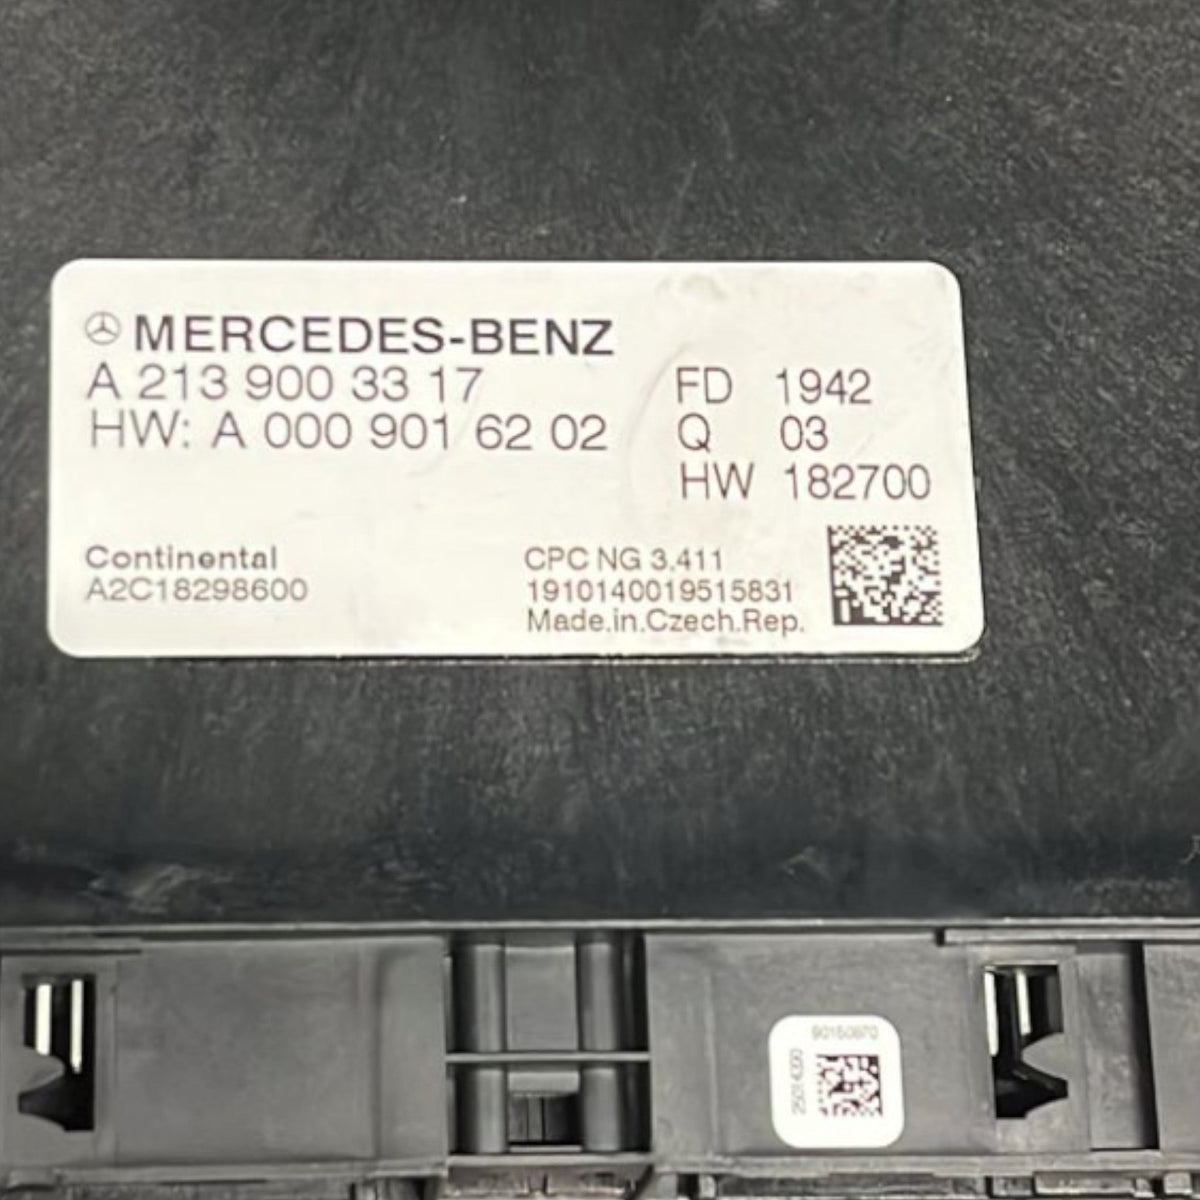 MERCEDES-BENZ
A 213 900 33 17
HW: A 000 901 62 02
FD 1942
Q 03
HW 182700
Continental
A2C18298600
CPC NG 3.411
1910140019515831
Made.in.Czech.Rep.
90150870